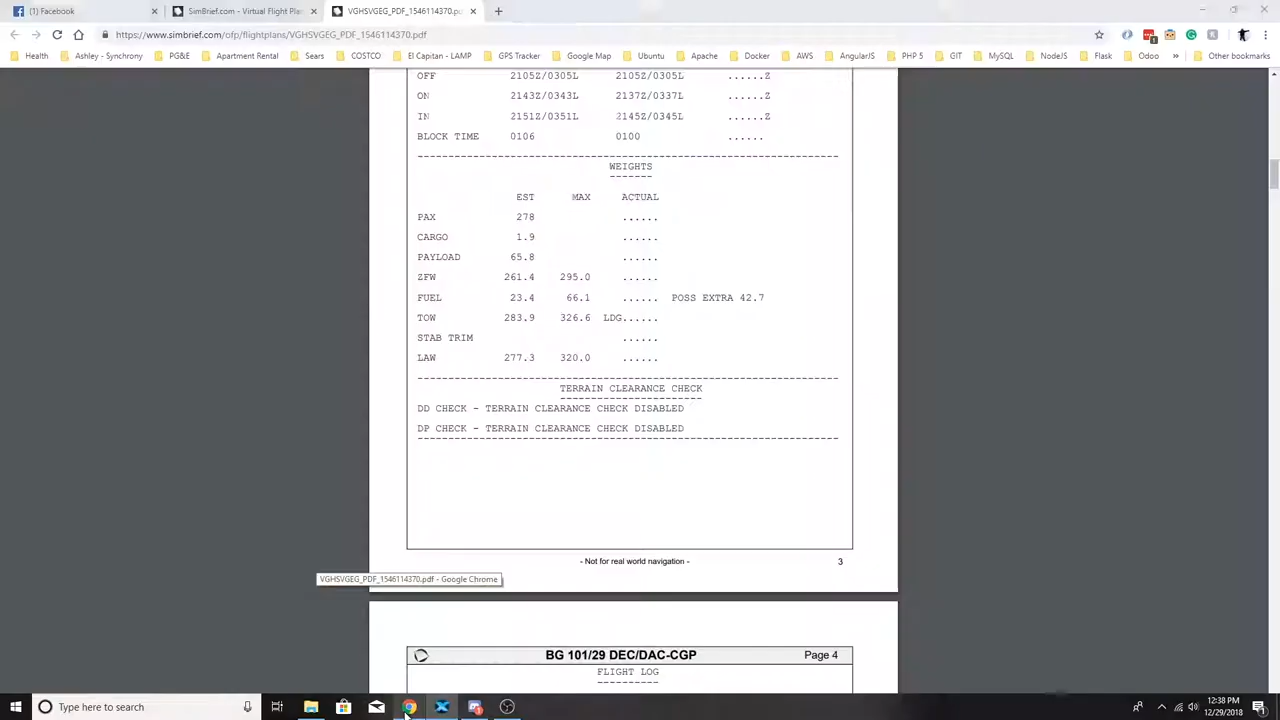 (1) Facebook
SimBrief.com - Virtual Flight Plan
VGHSVGEG_PDF_1546114370.pdf
https://www.simbrief.com/ofp/flightplans/VGHSVGEG_PDF_1546114370.pdf
Health Ashley - Synchrony PG&E Apartment Rental Sears COSTCO El Capitan - LAMP GPS Tracker Google Map Ubuntu Apache Docker AWS AngularJS PHP 5 GIT MySQL NodeJS Flask Odoo » Other bookmarks
OFF 2105Z/0305L 2105Z/0305L ......Z
ON 2143Z/0343L 2137Z/0337L ......Z
IN 2151Z/0351L 2145Z/0345L ......Z
BLOCK TIME 0106 0100 ......
WEIGHTS
EST MAX ACTUAL
PAX 278 ......
CARGO 1.9 ......
PAYLOAD 65.8 ......
ZFW 261.4 295.0 ......
FUEL 23.4 66.1 ...... POSS EXTRA 42.7
TOW 283.9 326.6 LDG......
STAB TRIM ......
LAW 277.3 320.0 ......
TERRAIN CLEARANCE CHECK
DD CHECK - TERRAIN CLEARANCE CHECK DISABLED
DP CHECK - TERRAIN CLEARANCE CHECK DISABLED
- Not for real world navigation - 3
VGHSVGEG_PDF_1546114370.pdf - Google Chrome
BG 101/29 DEC/DAC-CGP Page 4
FLIGHT LOG
Type here to search
12:38 PM
12/29/2018